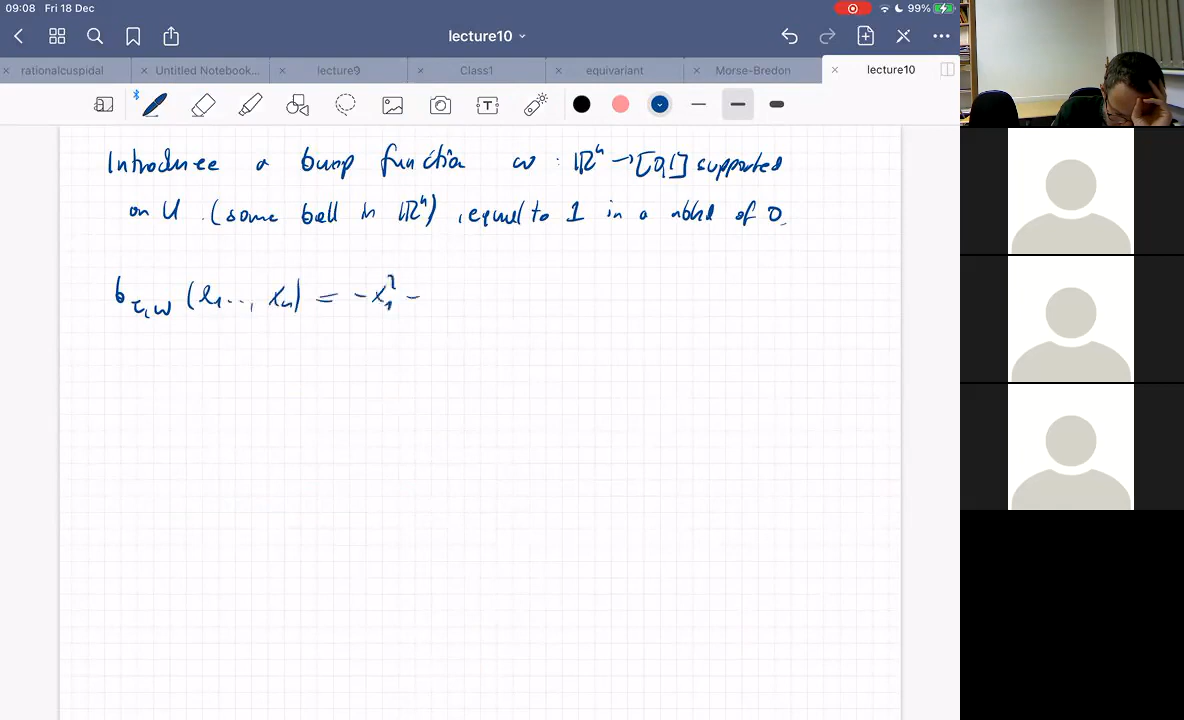 09:08 Fri 18 Dec
99%
lecture10
rationalcuspidal
Untitled Notebook...
lecture9
Class1
equivariant
Morse-Bredon
lecture10
Introduce a bump function ω : ℝⁿ → [0,1] supported
on U. (some ball in ℝⁿ), equal to 1 in a nbhd of 0.
b_{τ,ω} (x₁..., xₙ) = -x₁² -